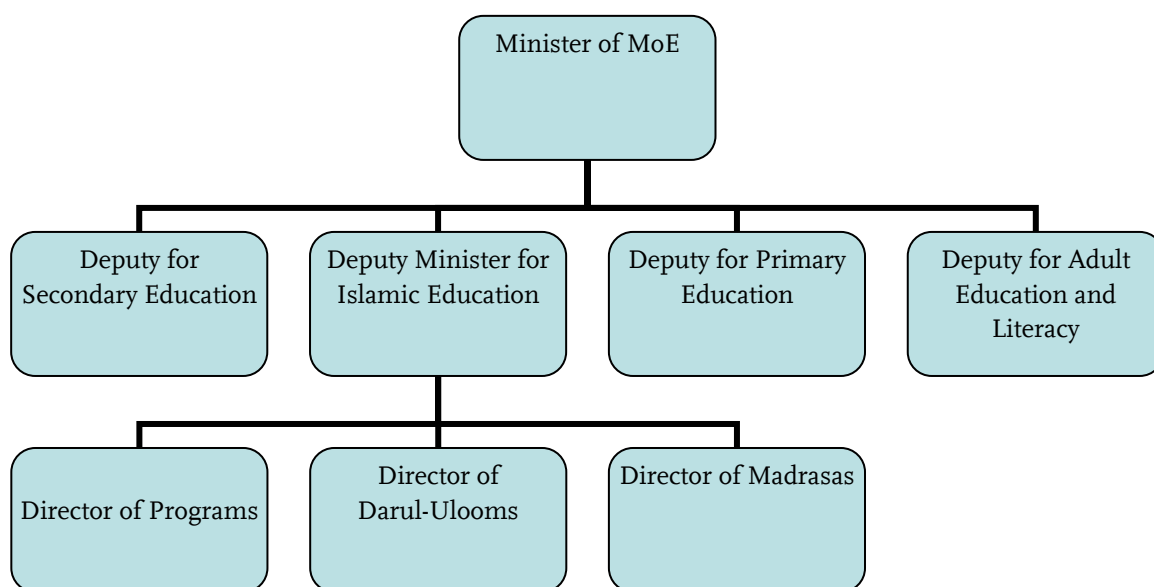 Minister of MoE
Deputy for
Secondary Education
Deputy Minister for
Islamic Education
Deputy for Primary
Education
Deputy for Adult
Education and
Literacy
Director of Programs
Director of
Darul-Ulooms
Director of Madrasas